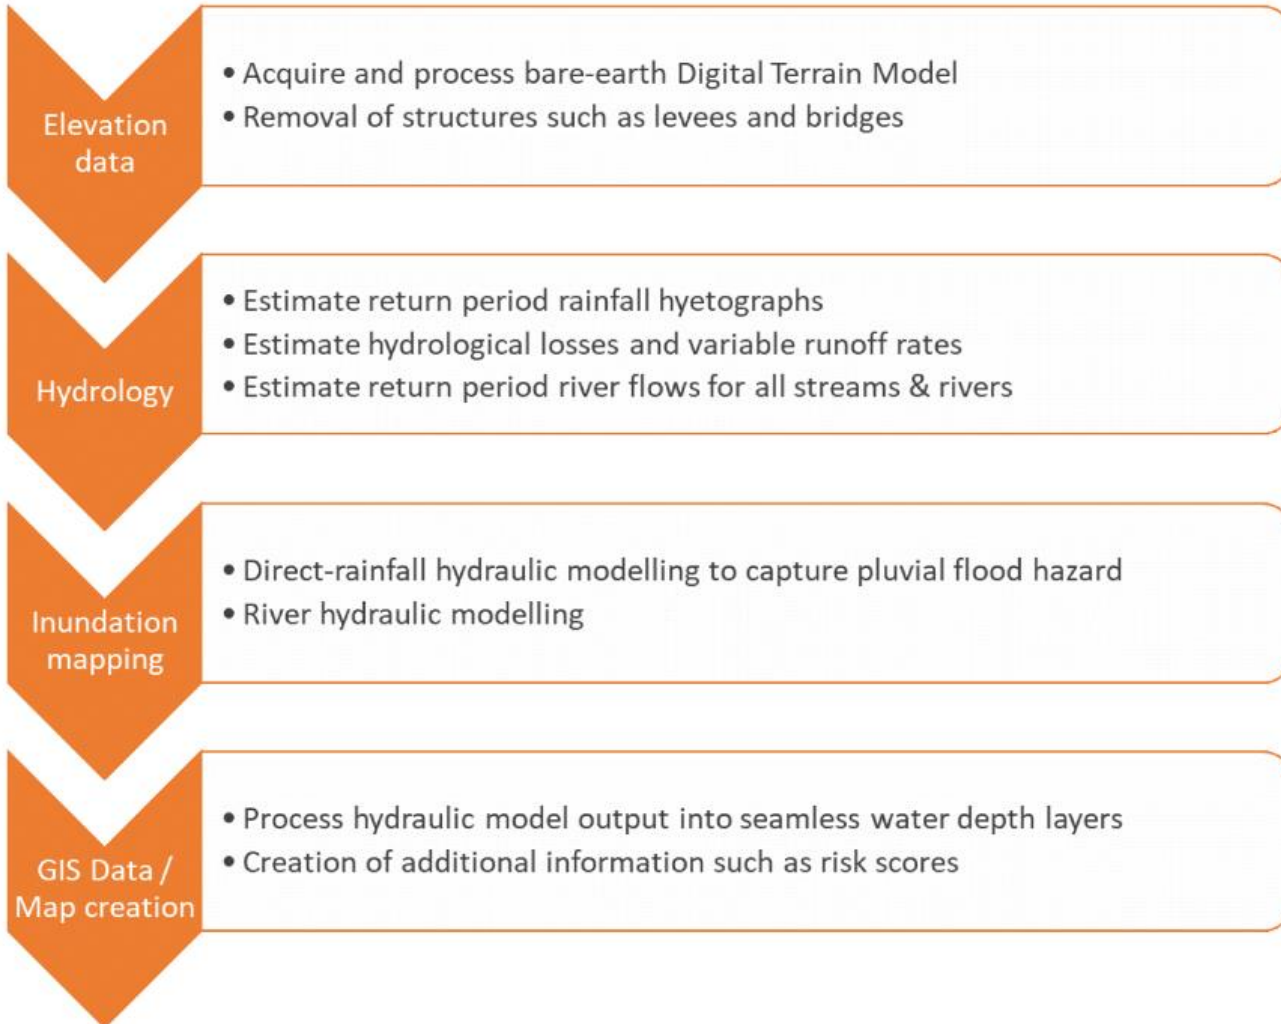 Elevation
data
• Acquire and process bare-earth Digital Terrain Model
• Removal of structures such as levees and bridges
Hydrology
• Estimate return period rainfall hyetographs
• Estimate hydrological losses and variable runoff rates
• Estimate return period river flows for all streams & rivers
Inundation
mapping
• Direct-rainfall hydraulic modelling to capture pluvial flood hazard
• River hydraulic modelling
GIS Data /
Map creation
• Process hydraulic model output into seamless water depth layers
• Creation of additional information such as risk scores